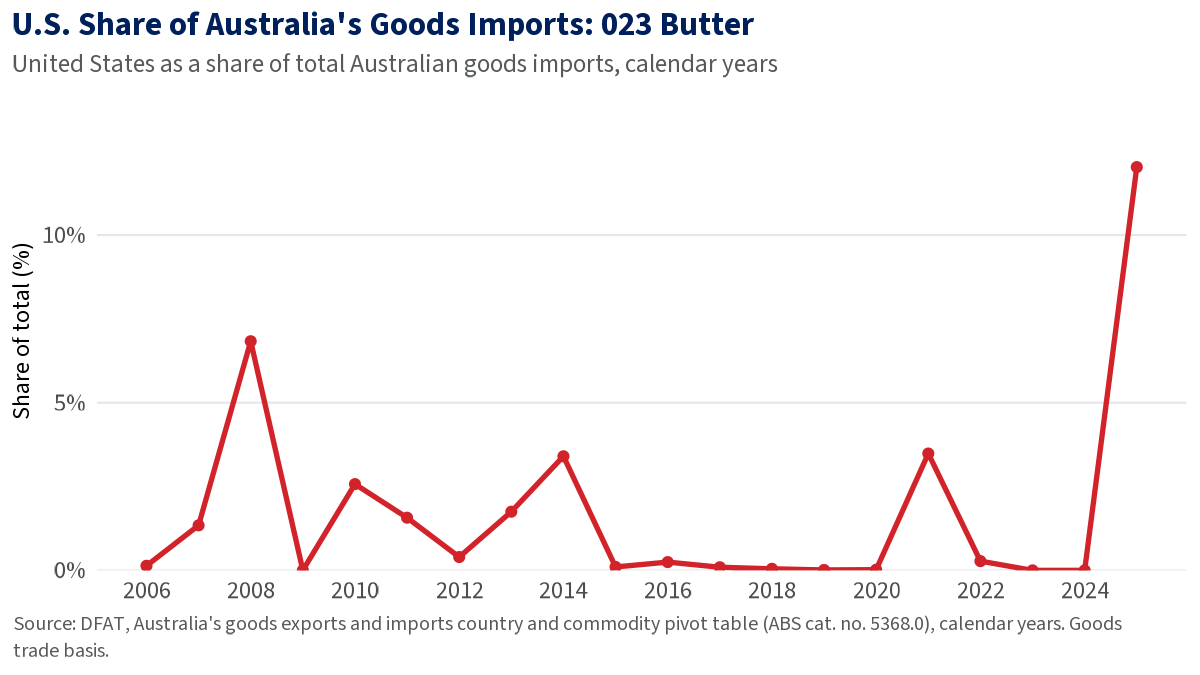 U.S. Share of Australia's Goods Imports: 023 Butter
United States as a share of total Australian goods imports, calendar years
Share of total (%)
10%
5%
0%
2006 2008 2010 2012 2014 2016 2018 2020 2022 2024
Source: DFAT, Australia's goods exports and imports country and commodity pivot table (ABS cat. no. 5368.0), calendar years. Goods
trade basis.